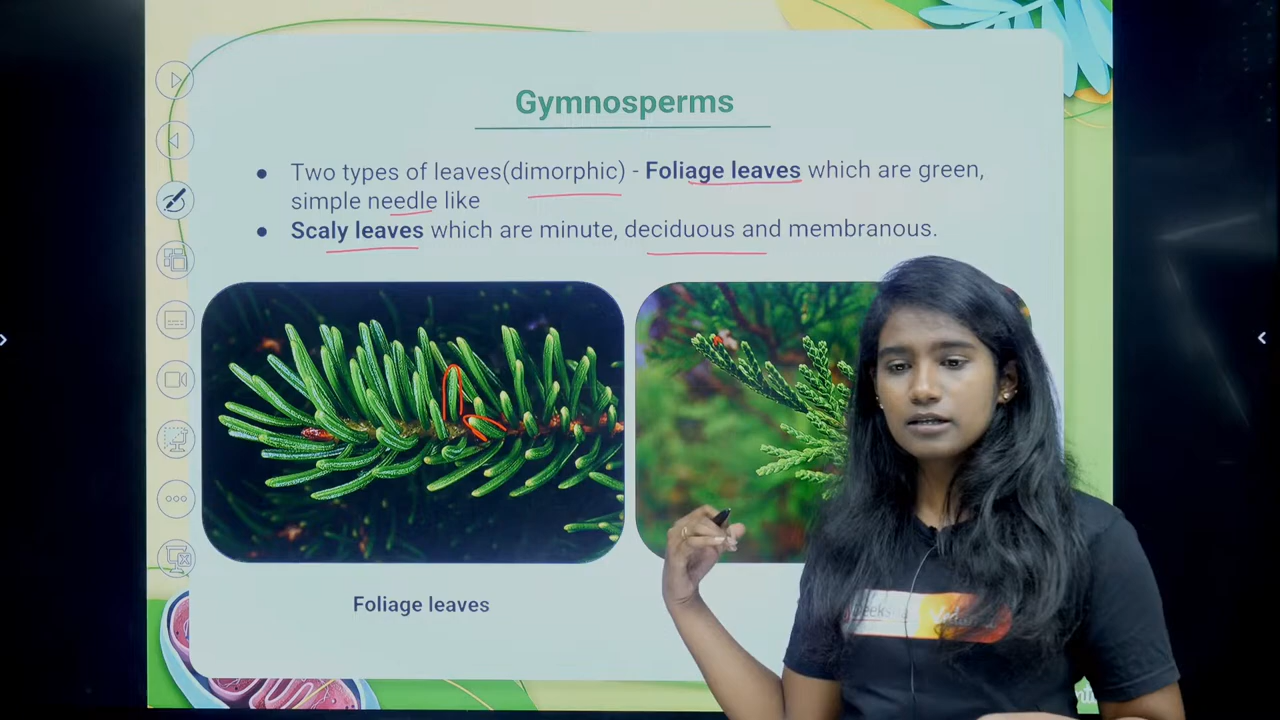 Gymnosperms
● Two types of leaves(dimorphic) - Foliage leaves which are green,
simple needle like
● Scaly leaves which are minute, deciduous and membranous.
Foliage leaves